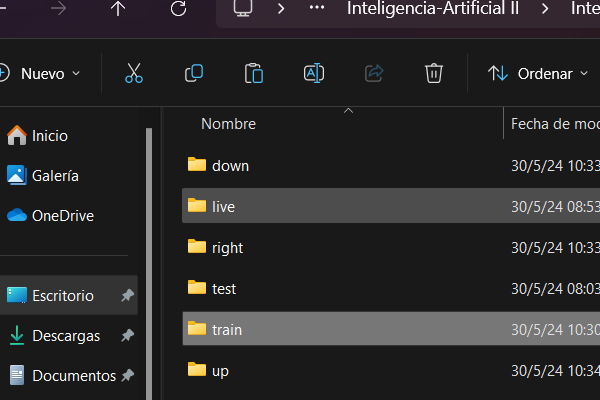 Inteligencia-Artificial II
Inte
Nuevo
Ordenar
Nombre
Fecha de moc
Inicio
Galería
OneDrive
Escritorio
Descargas
Documentos
down 30/5/24 10:33
live 30/5/24 08:53
right 30/5/24 10:33
test 30/5/24 08:03
train 30/5/24 10:30
up 30/5/24 10:34